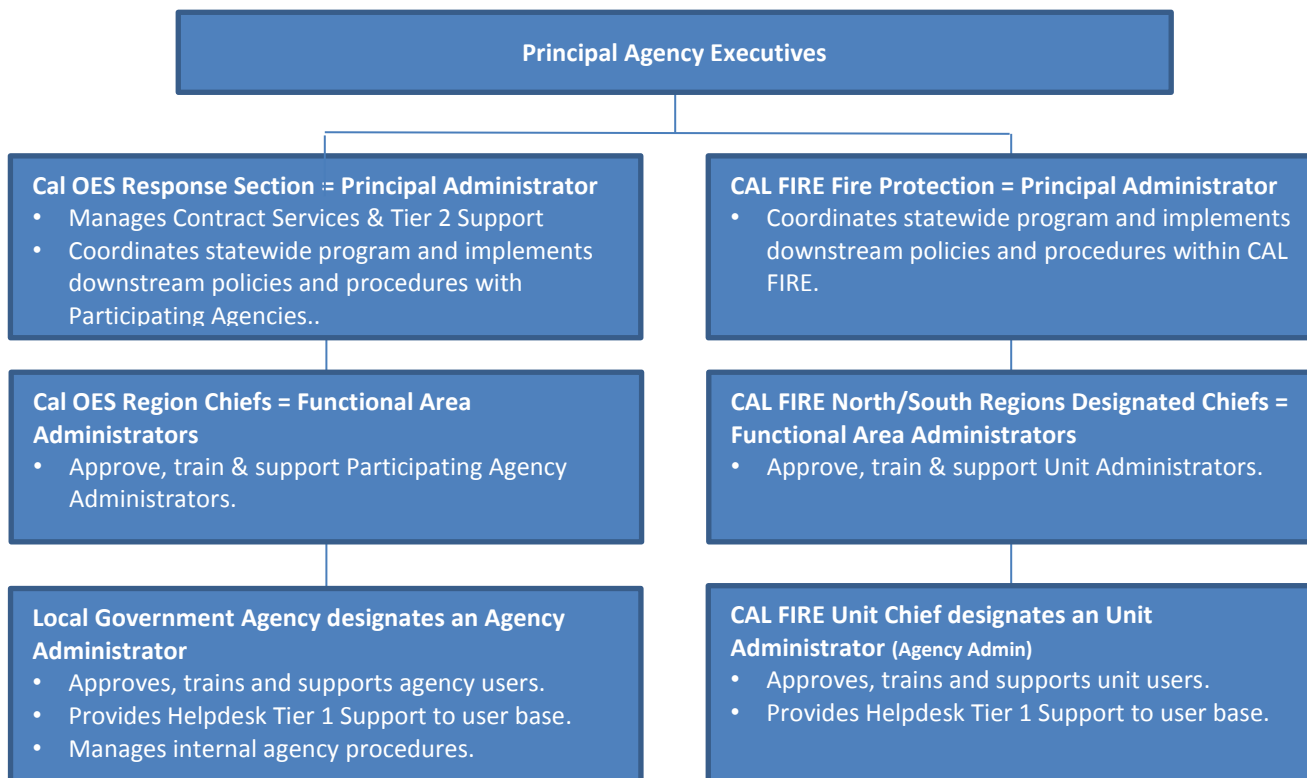 Principal Agency Executives
Cal OES Response Section = Principal Administrator
• Manages Contract Services & Tier 2 Support
• Coordinates statewide program and implements
downstream policies and procedures with
Participating Agencies..
CAL FIRE Fire Protection = Principal Administrator
• Coordinates statewide program and implements
downstream policies and procedures within CAL
FIRE.
Cal OES Region Chiefs = Functional Area
Administrators
• Approve, train & support Participating Agency
Administrators.
CAL FIRE North/South Regions Designated Chiefs =
Functional Area Administrators
• Approve, train & support Unit Administrators.
Local Government Agency designates an Agency
Administrator
• Approves, trains and supports agency users.
• Provides Helpdesk Tier 1 Support to user base.
• Manages internal agency procedures.
CAL FIRE Unit Chief designates an Unit
Administrator (Agency Admin)
• Approves, trains and supports unit users.
• Provides Helpdesk Tier 1 Support to user base.